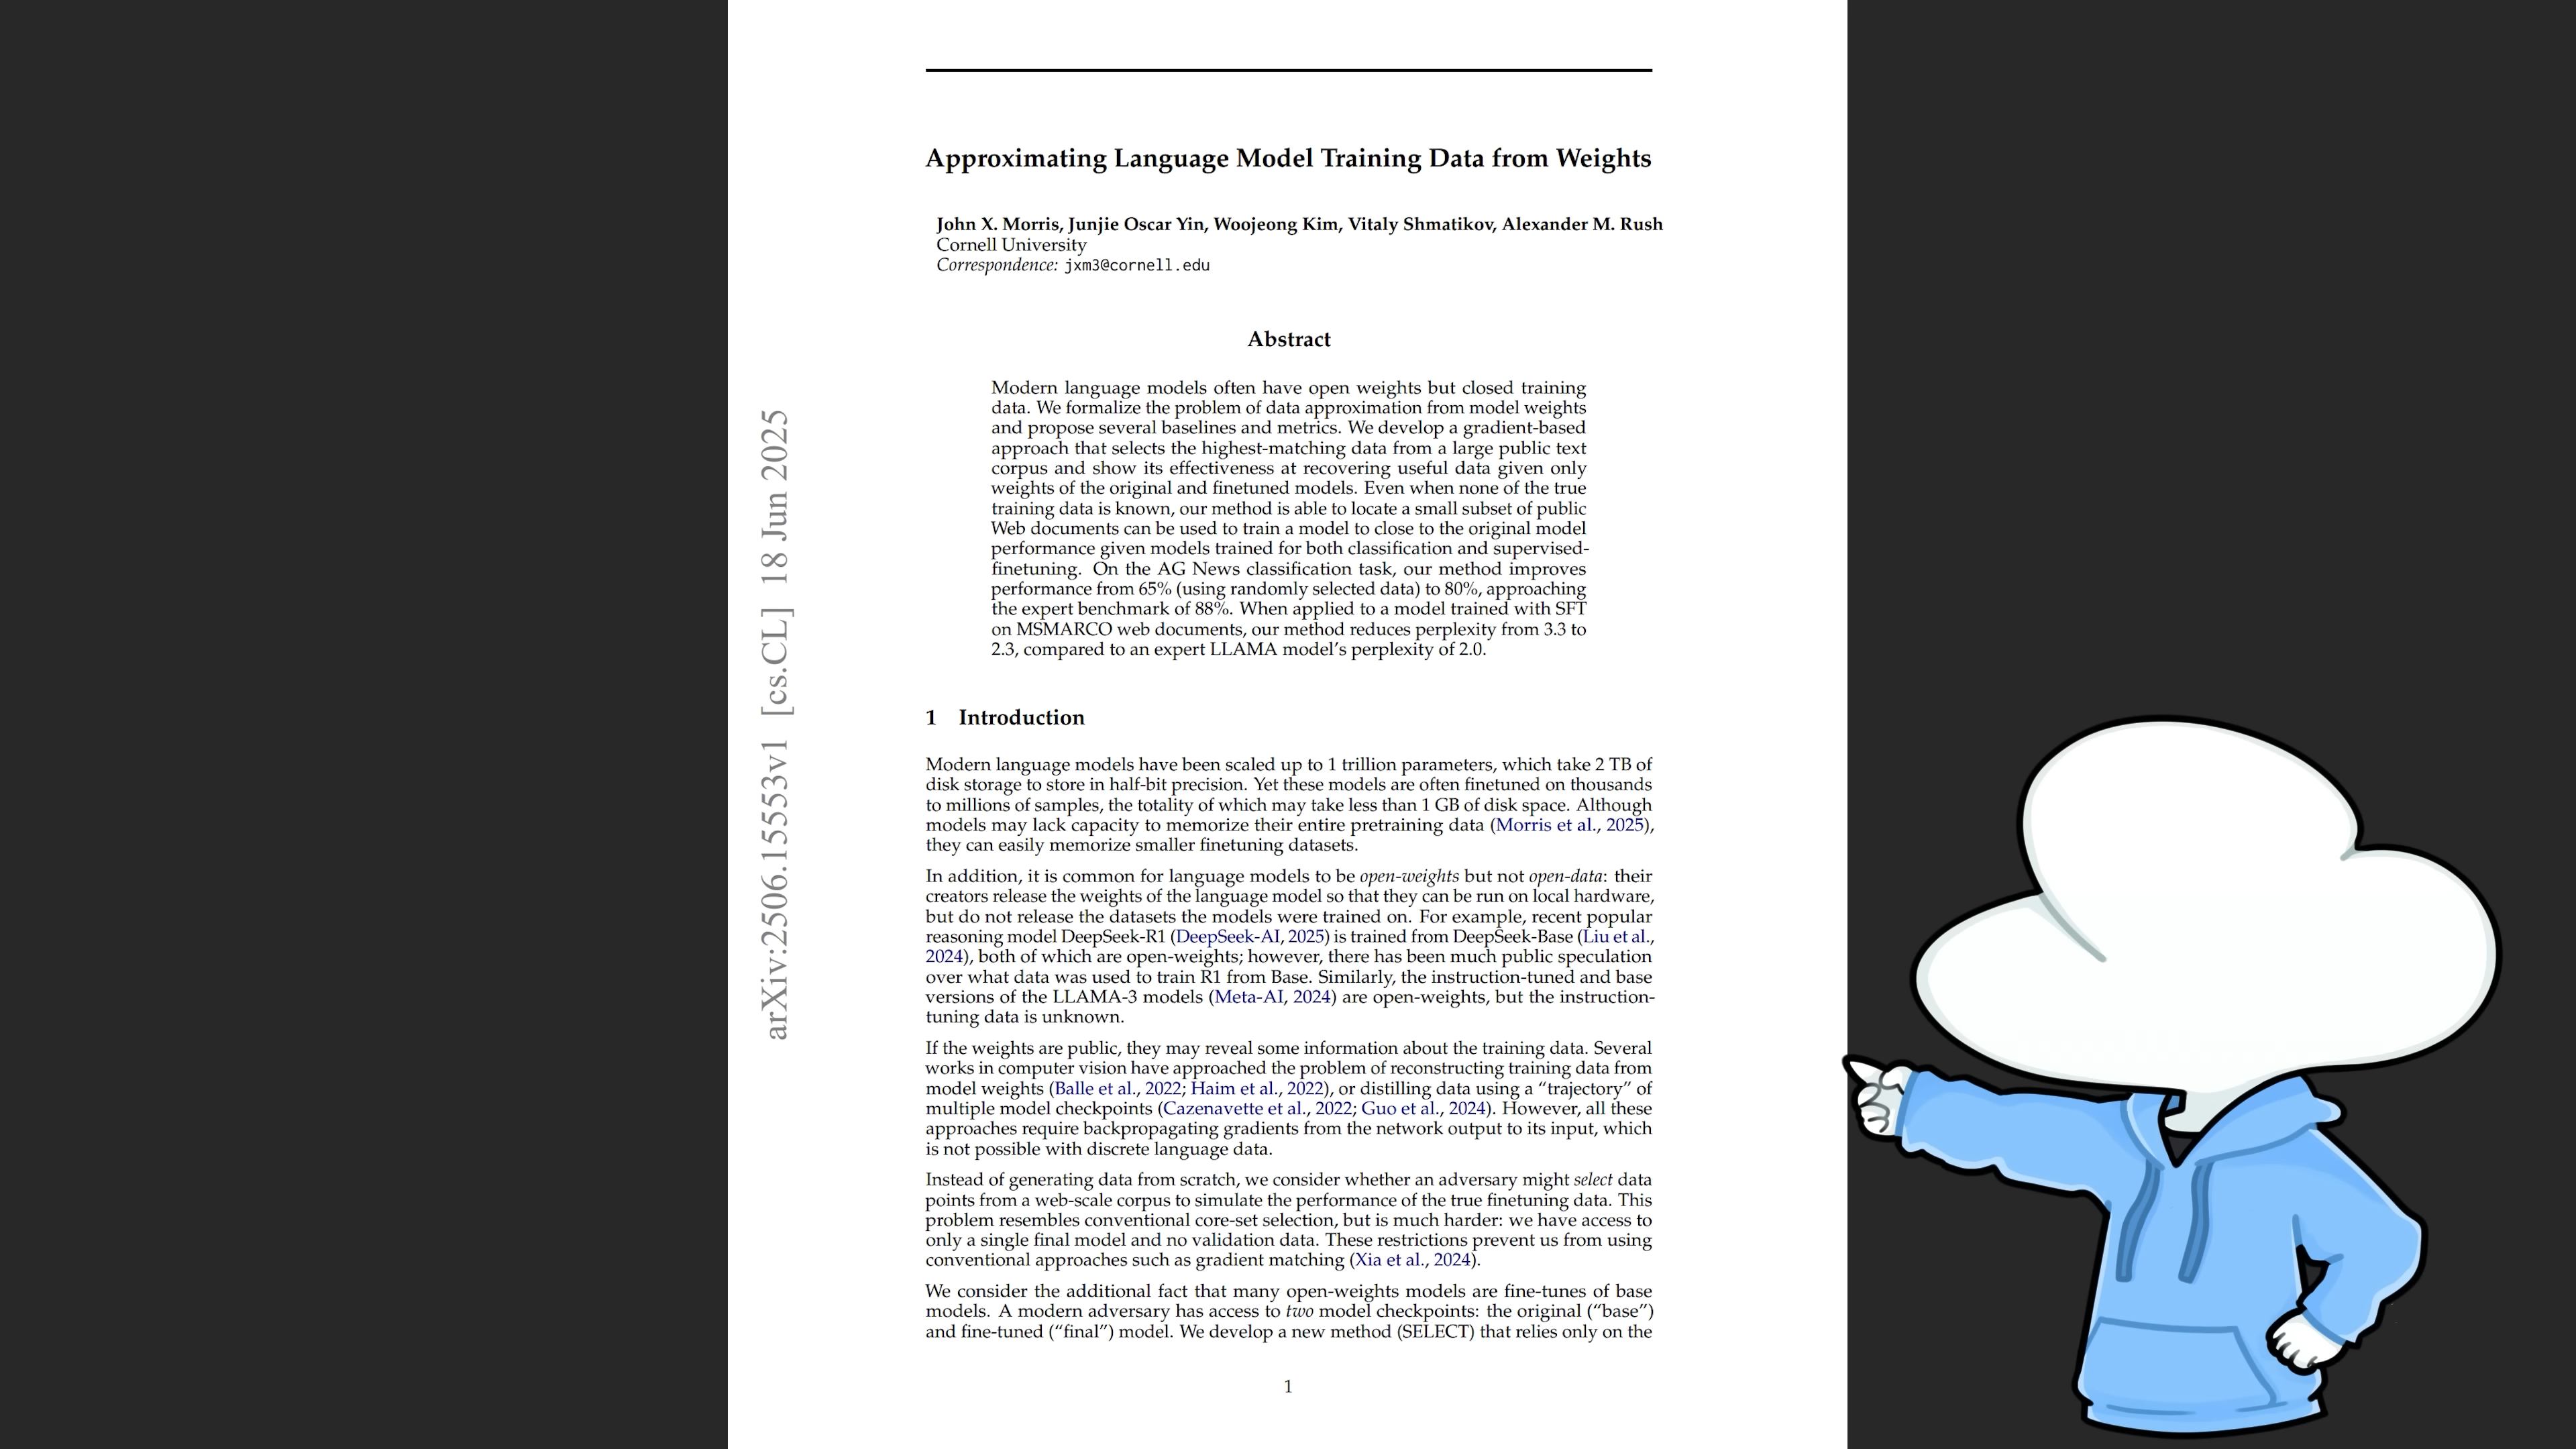 Approximating Language Model Training Data from Weights
John X. Morris, Junjie Oscar Yin, Woojeong Kim, Vitaly Shmatikov, Alexander M. Rush
Cornell University
Correspondence: jxm3@cornell.edu
Abstract
Modern language models often have open weights but closed training
data. We formalize the problem of data approximation from model weights
and propose several baselines and metrics. We develop a gradient-based
approach that selects the highest-matching data from a large public text
corpus and show its effectiveness at recovering useful data given only
weights of the original and finetuned models. Even when none of the true
training data is known, our method is able to locate a small subset of public
Web documents can be used to train a model to close to the original model
performance given models trained for both classification and supervised-
finetuning. On the AG News classification task, our method improves
performance from 65% (using randomly selected data) to 80%, approaching
the expert benchmark of 88%. When applied to a model trained with SFT
on MSMARCO web documents, our method reduces perplexity from 3.3 to
2.3, compared to an expert LLAMA model's perplexity of 2.0.
1 Introduction
Modern language models have been scaled up to 1 trillion parameters, which take 2 TB of
disk storage to store in half-bit precision. Yet these models are often finetuned on thousands
to millions of samples, the totality of which may take less than 1 GB of disk space. Although
models may lack capacity to memorize their entire pretraining data (Morris et al., 2025),
they can easily memorize smaller finetuning datasets.
In addition, it is common for language models to be open-weights but not open-data: their
creators release the weights of the language model so that they can be run on local hardware,
but do not release the datasets the models were trained on. For example, recent popular
reasoning model DeepSeek-R1 (DeepSeek-AI, 2025) is trained from DeepSeek-Base (Liu et al.,
2024), both of which are open-weights; however, there has been much public speculation
over what data was used to train R1 from Base. Similarly, the instruction-tuned and base
versions of the LLAMA-3 models (Meta-AI, 2024) are open-weights, but the instruction-
tuning data is unknown.
If the weights are public, they may reveal some information about the training data. Several
works in computer vision have approached the problem of reconstructing training data from
model weights (Balle et al., 2022; Haim et al., 2022), or distilling data using a “trajectory” of
multiple model checkpoints (Cazenavette et al., 2022; Guo et al., 2024). However, all these
approaches require backpropagating gradients from the network output to its input, which
is not possible with discrete language data.
Instead of generating data from scratch, we consider whether an adversary might select data
points from a web-scale corpus to simulate the performance of the true finetuning data. This
problem resembles conventional core-set selection, but is much harder: we have access to
only a single final model and no validation data. These restrictions prevent us from using
conventional approaches such as gradient matching (Xia et al., 2024).
We consider the additional fact that many open-weights models are fine-tunes of base
models. A modern adversary has access to two model checkpoints: the original (“base”)
and fine-tuned (“final”) model. We develop a new method (SELECT) that relies only on the
1
arXiv:2506.15553v1 [cs.CL] 18 Jun 2025